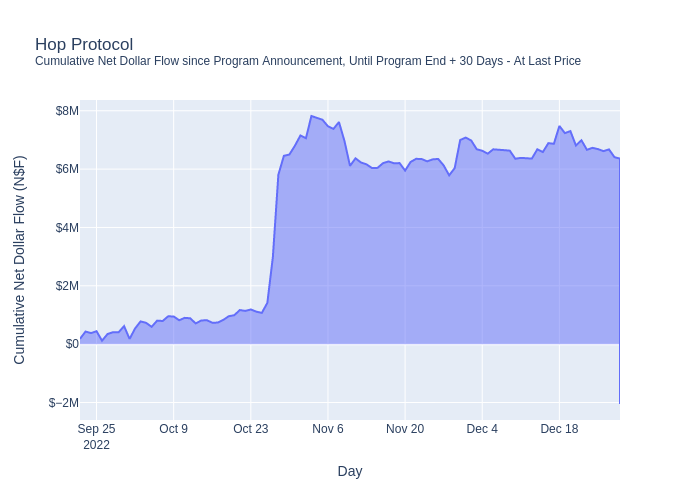 Hop Protocol
Cumulative Net Dollar Flow since Program Announcement, Until Program End + 30 Days - At Last Price
Cumulative Net Dollar Flow (N$F)
$8M
$6M
$4M
$2M
$0
$−2M
Sep 25
2022
Oct 9
Oct 23
Nov 6
Nov 20
Dec 4
Dec 18
Day